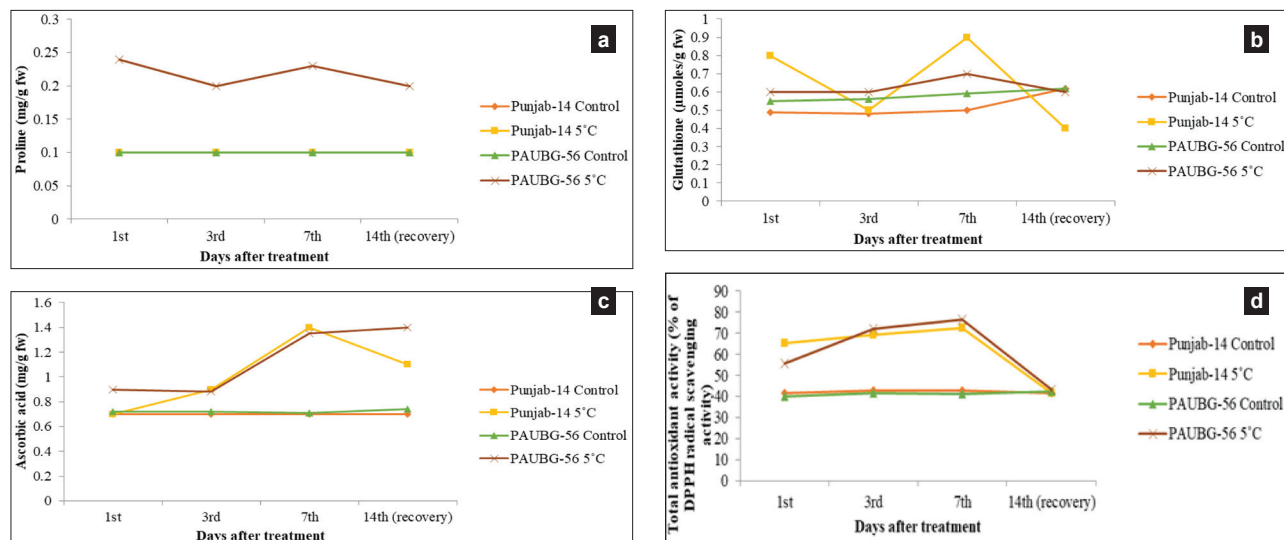 a
Proline (mg/g fw)
0.3
0.25
0.2
0.15
0.1
0.05
0
1st 3rd 7th 14th (recovery)
Days after treatment
Punjab-14 Control
Punjab-14 5˚C
PAUBG-56 Control
PAUBG-56 5˚C
b
Glutathione (µmoles/g fw)
1
0.9
0.8
0.7
0.6
0.5
0.4
0.3
0.2
0.1
0
1st 3rd 7th 14th (recovery)
Days after treatment
Punjab-14 Control
Punjab-14 5˚C
PAUBG-56 Control
PAUBG-56 5˚C
c
Ascorbic acid (mg/g fw)
1.6
1.4
1.2
1
0.8
0.6
0.4
0.2
0
1st 3rd 7th 14th (recovery)
Days after treatment
Punjab-14 Control
Punjab-14 5˚C
PAUBG-56 Control
PAUBG-56 5˚C
d
Total antioxidant activity (% of
DPPH radical scavenging
activity)
90
80
70
60
50
40
30
20
10
0
1st 3rd 7th 14th (recovery)
Days after treatment
Punjab-14 Control
Punjab-14 5˚C
PAUBG-56 Control
PAUBG-56 5˚C